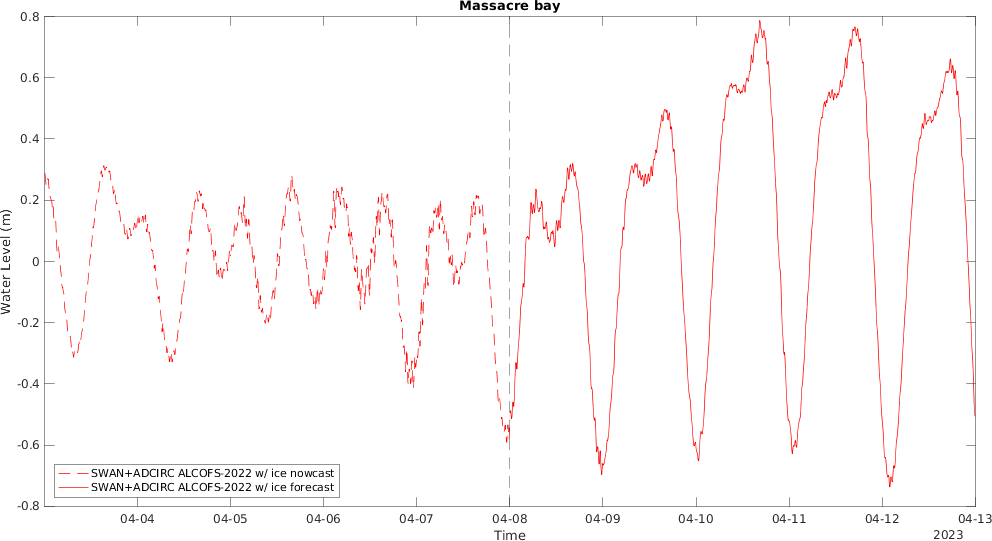 Massacre bay
Water Level (m)
0.8
0.6
0.4
0.2
0
-0.2
-0.4
-0.6
-0.8
SWAN+ADCIRC ALCOFS-2022 w/ ice nowcast
SWAN+ADCIRC ALCOFS-2022 w/ ice forecast
04-04 04-05 04-06 04-07 04-08 04-09 04-10 04-11 04-12 04-13
Time
2023